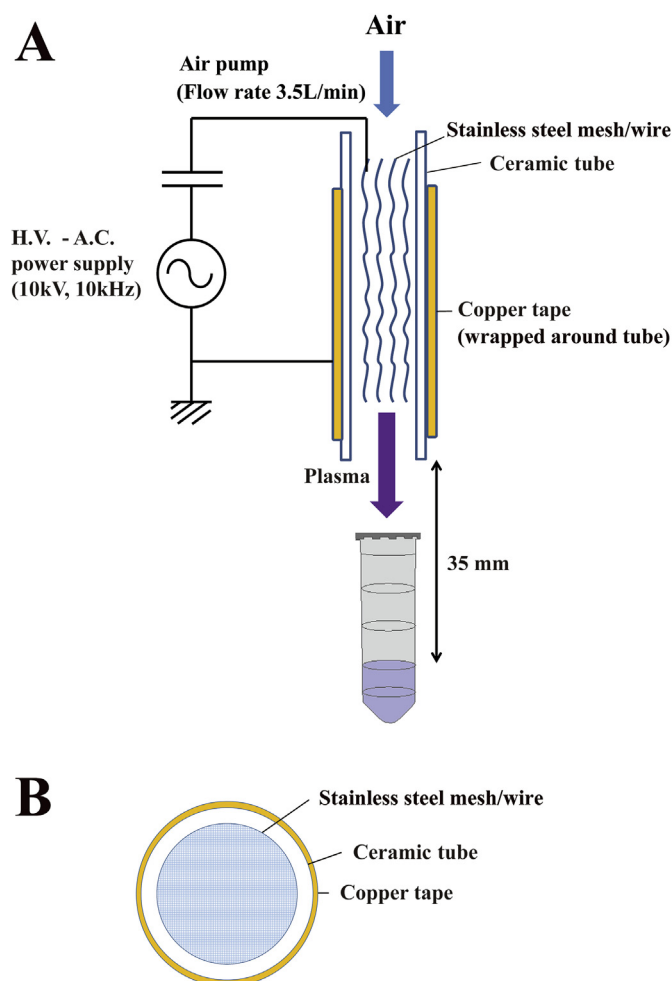 A
Air
Air pump
(Flow rate 3.5L/min)
Stainless steel mesh/wire
Ceramic tube
H.V. - A.C.
power supply
(10kV, 10kHz)
Copper tape
(wrapped around tube)
Plasma
35 mm
B
Stainless steel mesh/wire
Ceramic tube
Copper tape